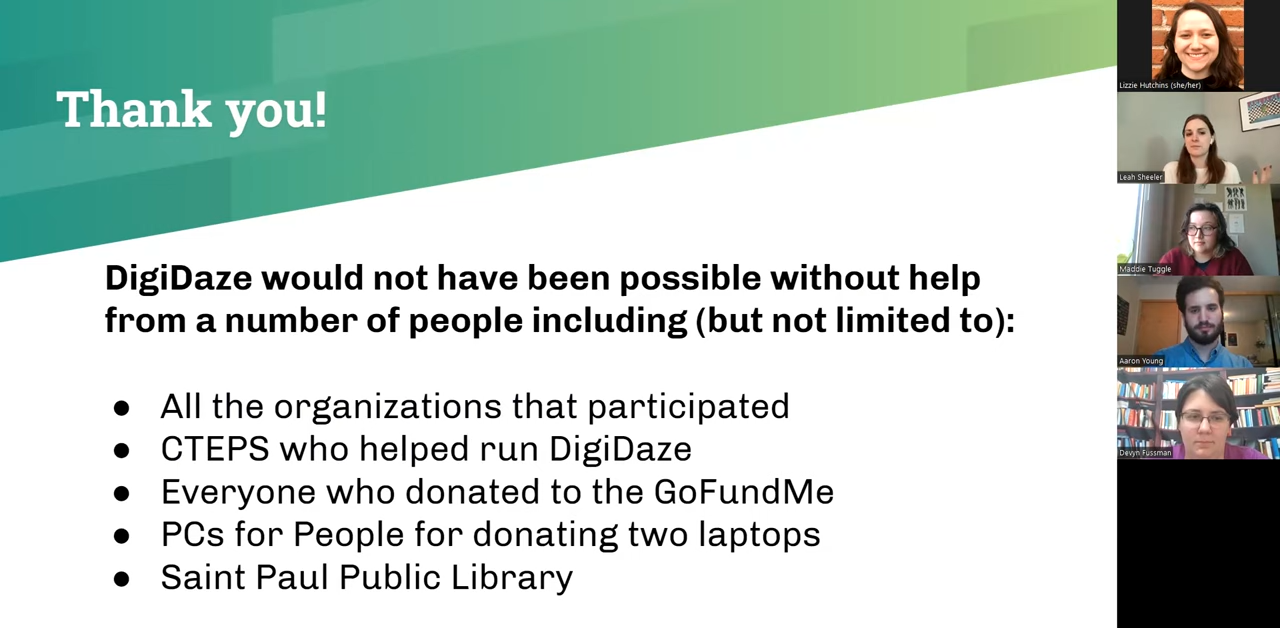 Thank you!
DigiDaze would not have been possible without help
from a number of people including (but not limited to):
● All the organizations that participated
● CTEPS who helped run DigiDaze
● Everyone who donated to the GoFundMe
● PCs for People for donating two laptops
● Saint Paul Public Library
Lizzie Hutchins (she/her)
Leah Sheeler
Maddie Tuggle
Aaron Young
Devyn Fussman